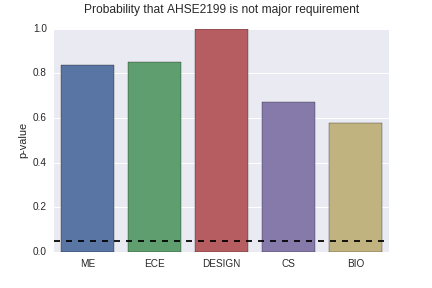 Probability that AHSE2199 is not major requirement
1.0
0.8
0.6
0.4
0.2
0.0
p-value
ME ECE DESIGN CS BIO